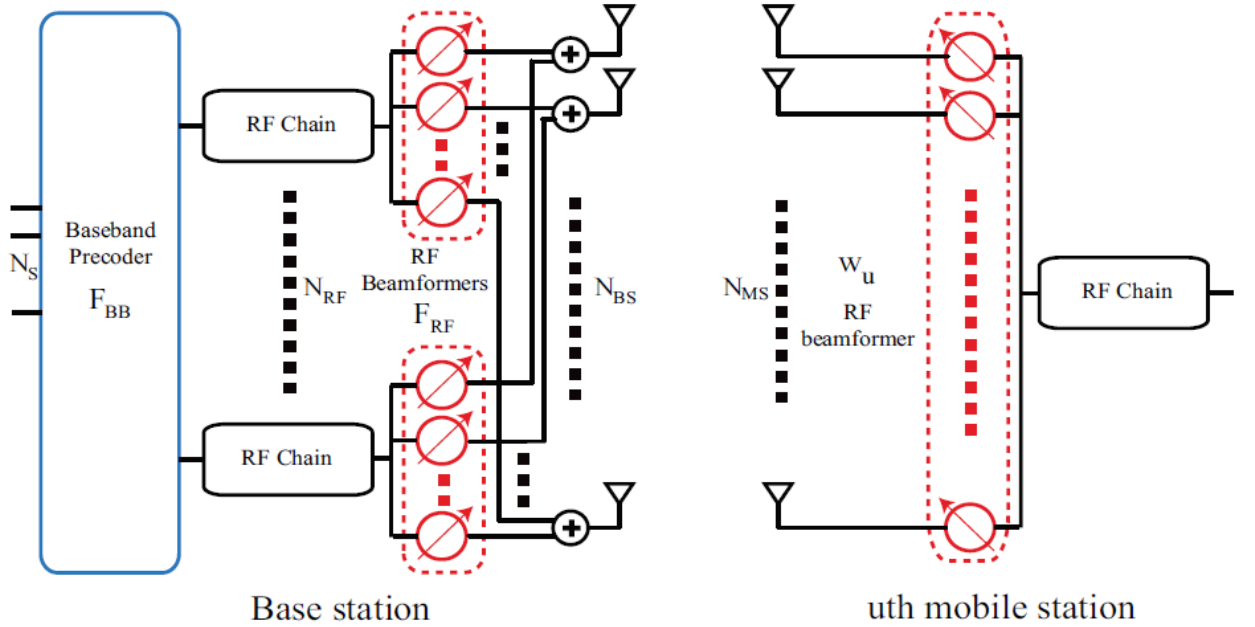 RF Chain
Baseband
Precoder
F_BB
N_S
N_RF
RF
Beamformers
F_RF
N_BS
RF Chain
Base station
N_MS
w_u
RF
beamformer
RF Chain
uth mobile station